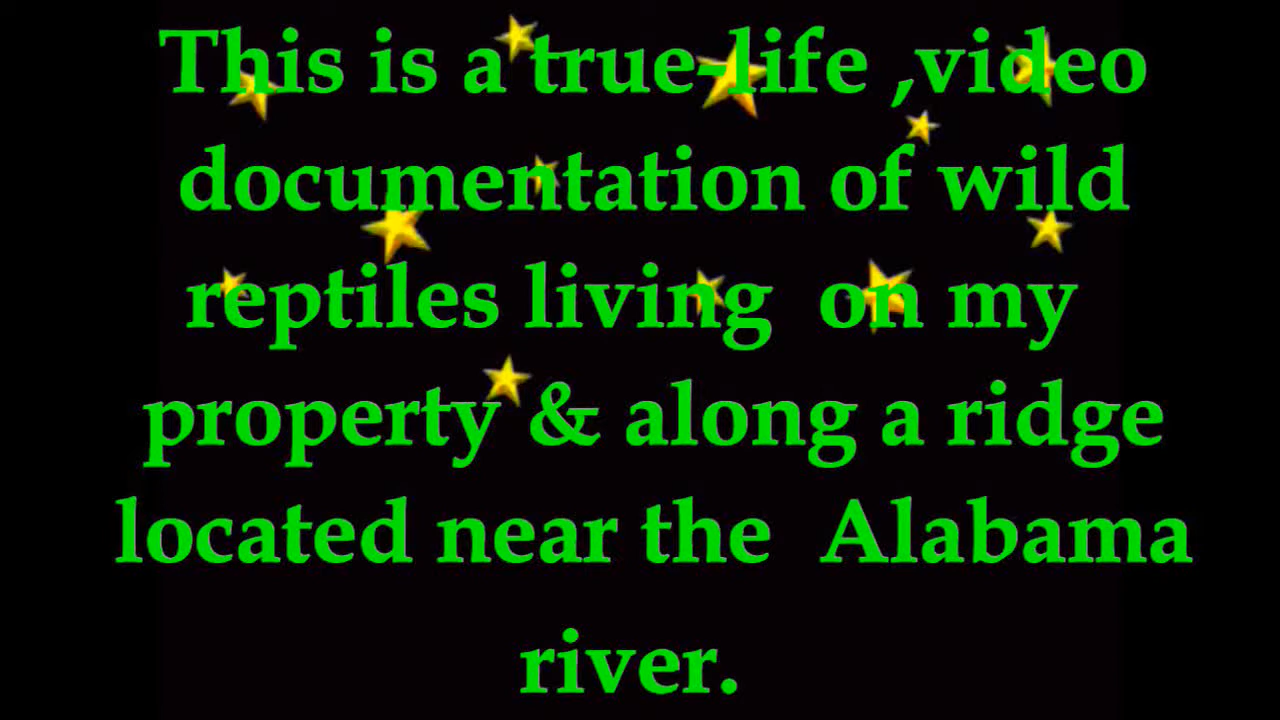 This is a true-life ,video
documentation of wild
reptiles living  on my
property & along a ridge
located near the  Alabama
river.